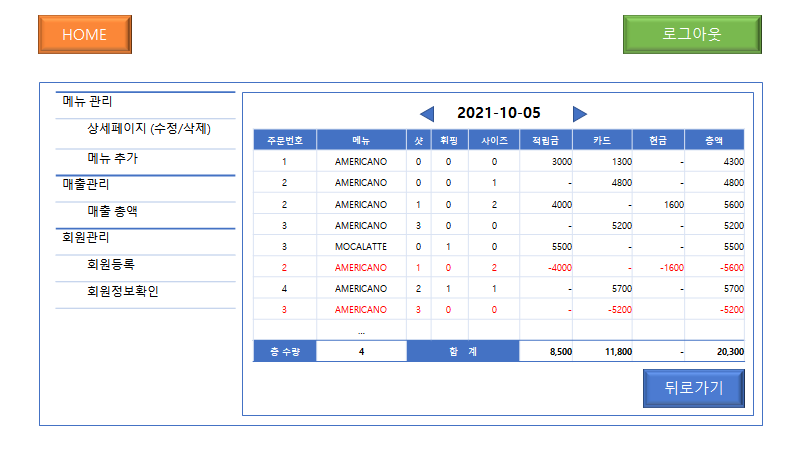 HOME
로그아웃
메뉴 관리
상세페이지 (수정/삭제)
메뉴 추가
매출관리
매출 총액
회원관리
회원등록
회원정보확인
2021-10-05
주문번호 메뉴 샷 휘핑 사이즈 적립금 카드 현금 총액
1 AMERICANO 0 0 0 3000 1300 - 4300
2 AMERICANO 0 0 1 - 4800 - 4800
2 AMERICANO 1 0 2 4000 - 1600 5600
3 AMERICANO 3 0 0 - 5200 - 5200
3 MOCALATTE 0 1 0 5500 - - 5500
2 AMERICANO 1 0 2 -4000 - -1600 -5600
4 AMERICANO 2 1 1 - 5700 - 5700
3 AMERICANO 3 0 0 - -5200 - -5200
...
총 수량 4 합 계 8,500 11,800 - 20,300
뒤로가기